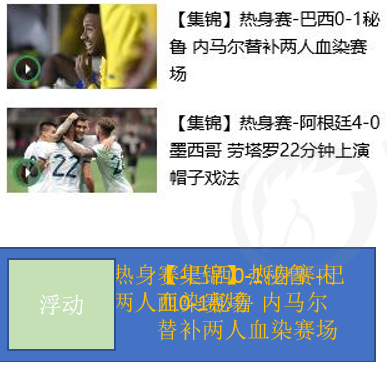 【集锦】热身赛-巴西0-1秘
鲁 内马尔替补两人血染赛
场
【集锦】热身赛-阿根廷4-0
墨西哥 劳塔罗22分钟上演
帽子戏法
22
浮动
替补两人血染赛场